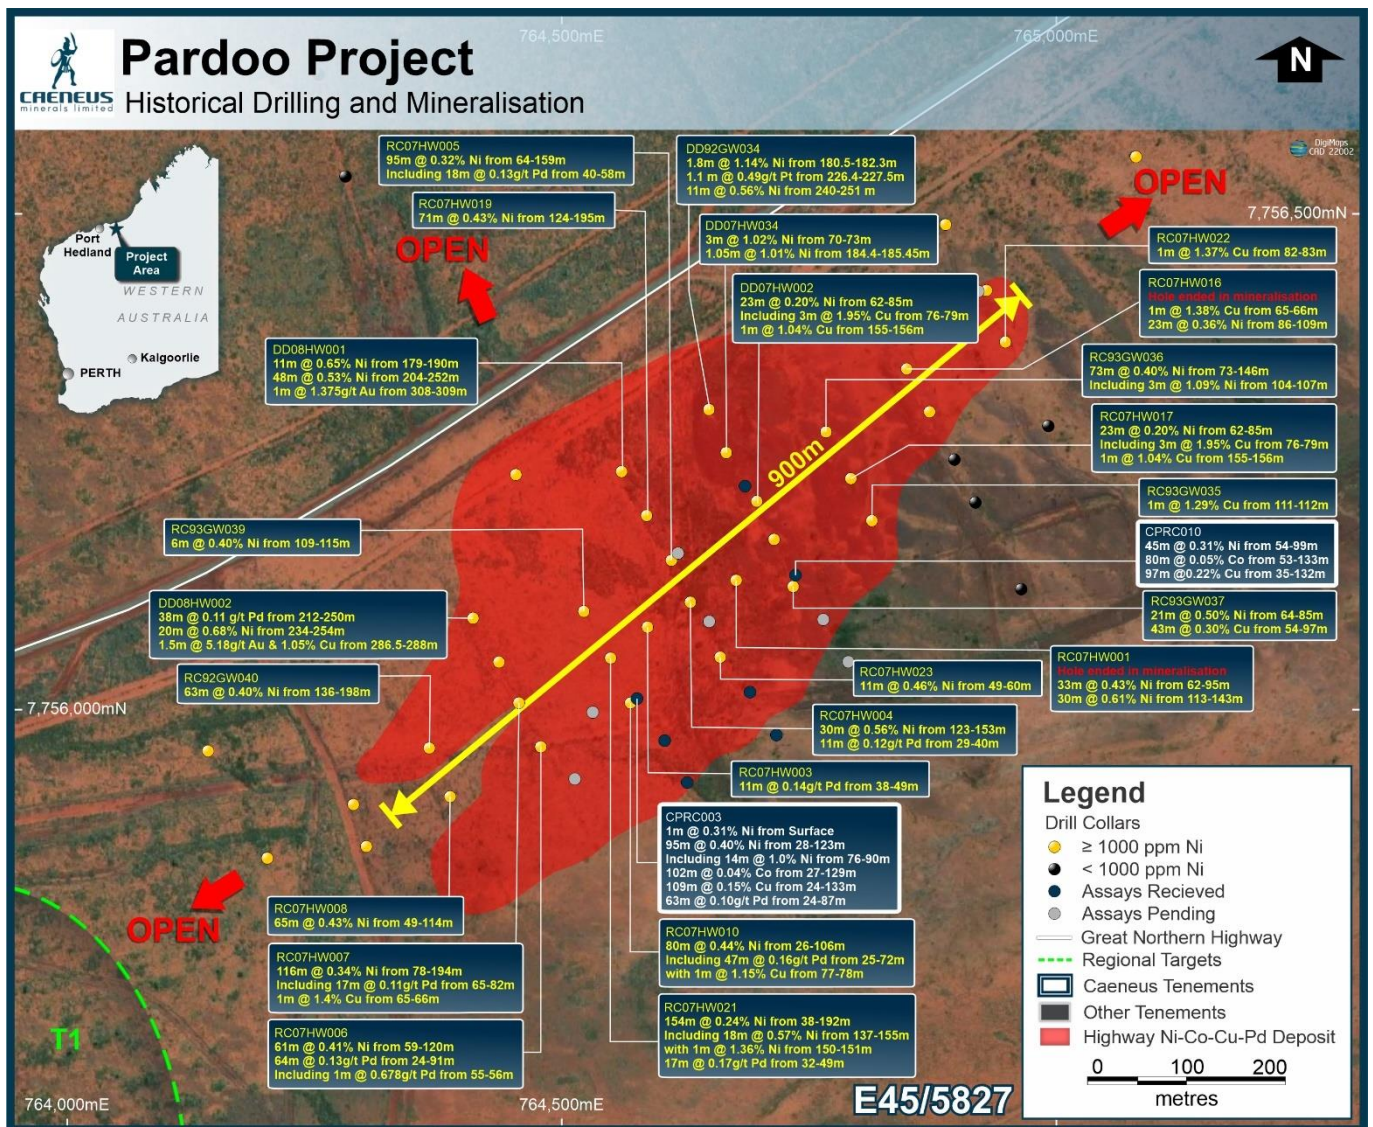 CAENEUS
minerals limited
Pardoo Project
Historical Drilling and Mineralisation
764,500mE
765,000mE
N
DigiMaps
CAD 22002
Port
Hedland
Project
Area
WESTERN
AUSTRALIA
Kalgoorlie
PERTH
RC07HW005
95m @ 0.32% Ni from 64-159m
Including 18m @ 0.13g/t Pd from 40-58m
DD92GW034
1.8m @ 1.14% Ni from 180.5-182.3m
1.1 m @ 0.49g/t Pt from 226.4-227.5m
11m @ 0.56% Ni from 240-251 m
OPEN
RC07HW019
71m @ 0.43% Ni from 124-195m
7,756,500mN
OPEN
DD07HW034
3m @ 1.02% Ni from 70-73m
1.05m @ 1.01% Ni from 184.4-185.45m
RC07HW022
1m @ 1.37% Cu from 82-83m
DD07HW002
23m @ 0.20% Ni from 62-85m
Including 3m @ 1.95% Cu from 76-79m
1m @ 1.04% Cu from 155-156m
RC07HW016
Hole ended in mineralisation
1m @ 1.38% Cu from 65-66m
23m @ 0.36% Ni from 86-109m
DD08HW001
11m @ 0.65% Ni from 179-190m
48m @ 0.53% Ni from 204-252m
1m @ 1.375g/t Au from 308-309m
RC93GW036
73m @ 0.40% Ni from 73-146m
Including 3m @ 1.09% Ni from 104-107m
RC07HW017
23m @ 0.20% Ni from 62-85m
Including 3m @ 1.95% Cu from 76-79m
1m @ 1.04% Cu from 155-156m
900m
RC93GW035
1m @ 1.29% Cu from 111-112m
RC93GW039
6m @ 0.40% Ni from 109-115m
CPRC010
45m @ 0.31% Ni from 54-99m
80m @ 0.05% Co from 53-133m
97m @0.22% Cu from 35-132m
DD08HW002
38m @ 0.11 g/t Pd from 212-250m
20m @ 0.68% Ni from 234-254m
1.5m @ 5.18g/t Au & 1.05% Cu from 286.5-288m
RC93GW037
21m @ 0.50% Ni from 64-85m
43m @ 0.30% Cu from 54-97m
RC07HW001
Hole ended in mineralisation
33m @ 0.43% Ni from 62-95m
30m @ 0.61% Ni from 113-143m
RC92GW040
63m @ 0.40% Ni from 136-198m
RC07HW023
11m @ 0.46% Ni from 49-60m
7,756,000mN
RC07HW004
30m @ 0.56% Ni from 123-153m
11m @ 0.12g/t Pd from 29-40m
RC07HW003
11m @ 0.14g/t Pd from 38-49m
CPRC003
1m @ 0.31% Ni from Surface
95m @ 0.40% Ni from 28-123m
Including 14m @ 1.0% Ni from 76-90m
102m @ 0.04% Co from 27-129m
109m @ 0.15% Cu from 24-133m
63m @ 0.10g/t Pd from 24-87m
OPEN
RC07HW008
65m @ 0.43% Ni from 49-114m
RC07HW010
80m @ 0.44% Ni from 26-106m
Including 47m @ 0.16g/t Pd from 25-72m
with 1m @ 1.15% Cu from 77-78m
RC07HW007
116m @ 0.34% Ni from 78-194m
Including 17m @ 0.11g/t Pd from 65-82m
1m @ 1.4% Cu from 65-66m
RC07HW021
154m @ 0.24% Ni from 38-192m
Including 18m @ 0.57% Ni from 137-155m
with 1m @ 1.36% Ni from 150-151m
17m @ 0.17g/t Pd from 32-49m
RC07HW006
61m @ 0.41% Ni from 59-120m
64m @ 0.13g/t Pd from 24-91m
Including 1m @ 0.678g/t Pd from 55-56m
T1
Legend
Drill Collars
≥ 1000 ppm Ni
< 1000 ppm Ni
Assays Recieved
Assays Pending
Great Northern Highway
Regional Targets
Caeneus Tenements
Other Tenements
Highway Ni-Co-Cu-Pd Deposit
0 100 200
metres
E45/5827
764,000mE
764,500mE